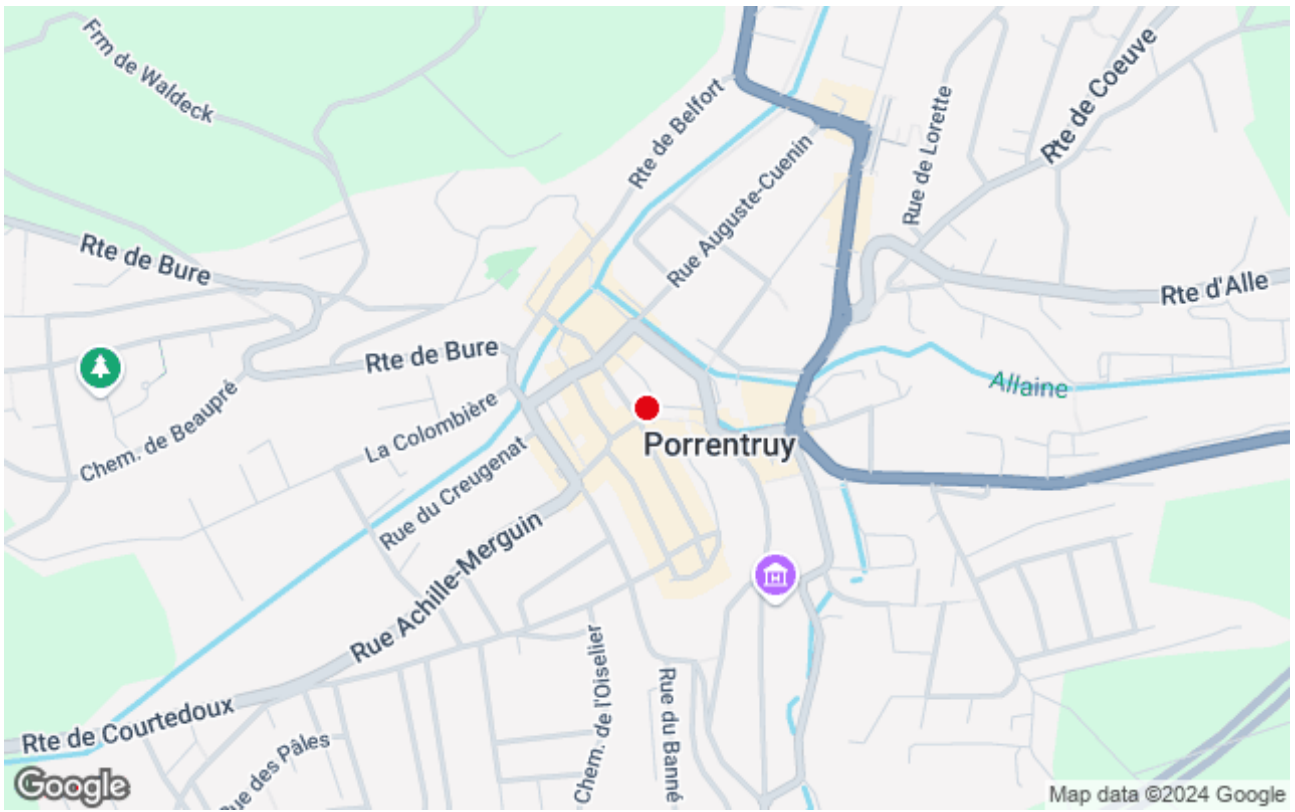 Frm de Waldeck
Rte de Belfort
Rue Auguste-Cuenin
Rue de Lorette
Rte de Coeuve
Rte de Bure
Rte d'Alle
Rte de Bure
Allaine
Chem. de Beaupré
La Colombière
Porrentruy
Rue du Creugenat
Rue Achille-Merguin
Chem. de l'Oiselier
Rue du Banné
Rte de Courtedoux
Rue des Pâles
Google
Map data ©2024 Google